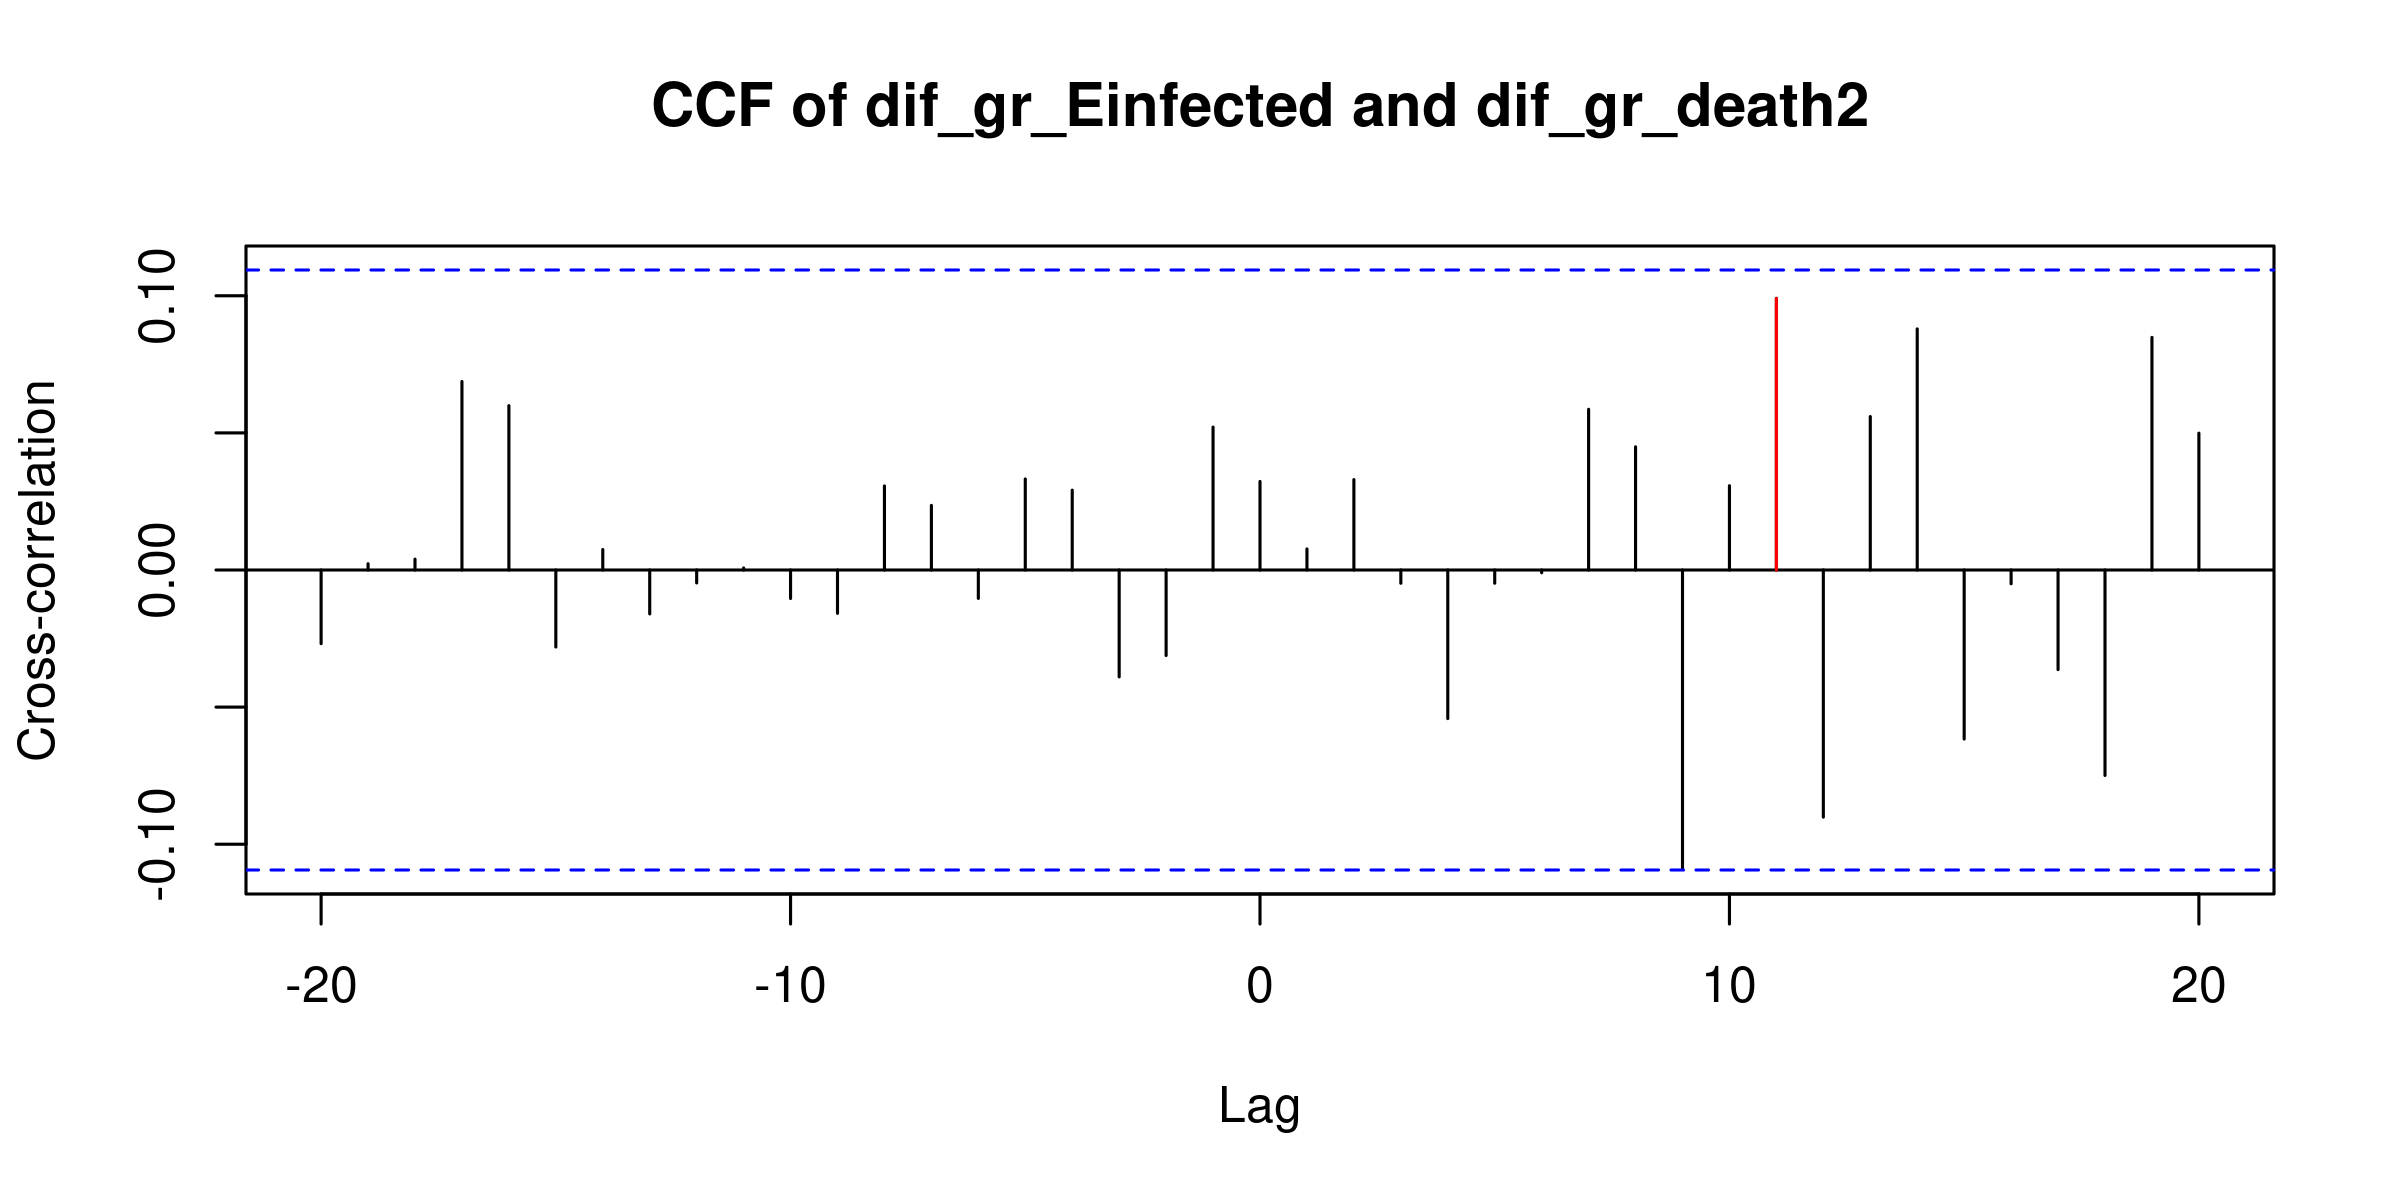 CCF of dif_gr_Einfected and dif_gr_death2
Cross-correlation
0.10
0.00
-0.10
-20 -10 0 10 20
Lag